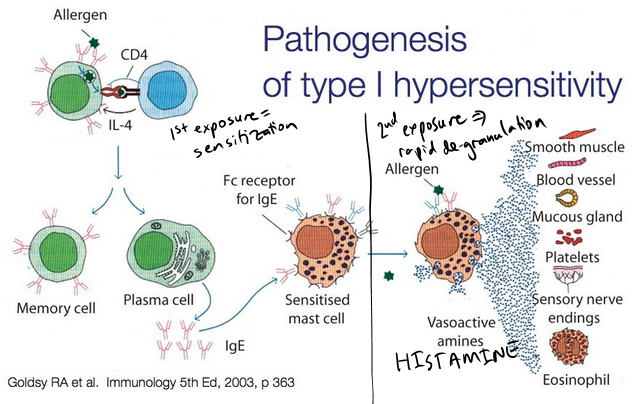 Pathogenesis
of type I hypersensitivity
Allergen
CD4
IL-4
1st exposure =
sensitization
2nd exposure ⇒
rapid de-granulation
Fc receptor
for IgE
Allergen
Memory cell
Plasma cell
IgE
Sensitised
mast cell
Vasoactive
amines
HISTAMINE
Smooth muscle
Blood vessel
Mucous gland
Platelets
Sensory nerve
endings
Eosinophil
Goldsy RA et al. Immunology 5th Ed, 2003, p 363